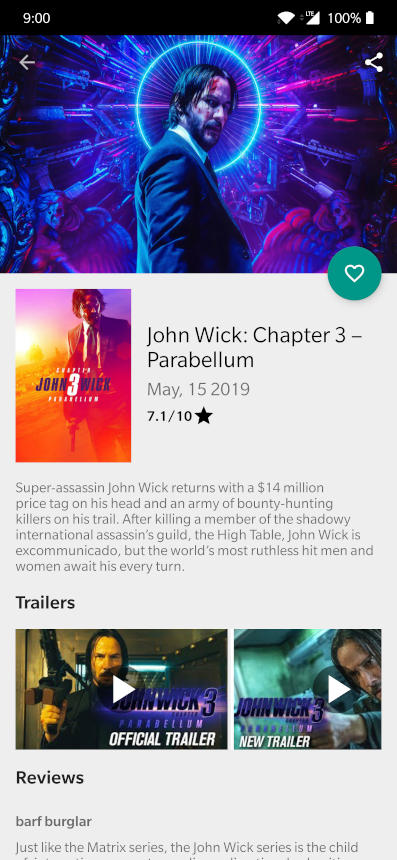 9:00
LTE
100%
John Wick: Chapter 3 –
Parabellum
May, 15 2019
7.1/10
CHAPTER
JOHN 3 WICK
PARABELLUM
Super-assassin John Wick returns with a $14 million
price tag on his head and an army of bounty-hunting
killers on his trail. After killing a member of the shadowy
international assassin’s guild, the High Table, John Wick is
excommunicado, but the world’s most ruthless hit men and
women await his every turn.
Trailers
JOHN WICK 3
CHAPTER
PARABELLUM
OFFICIAL TRAILER
JOHN WICK 3
CHAPTER
PARABELLUM
NEW TRAILER
Reviews
barf burglar
Just like the Matrix series, the John Wick series is the child